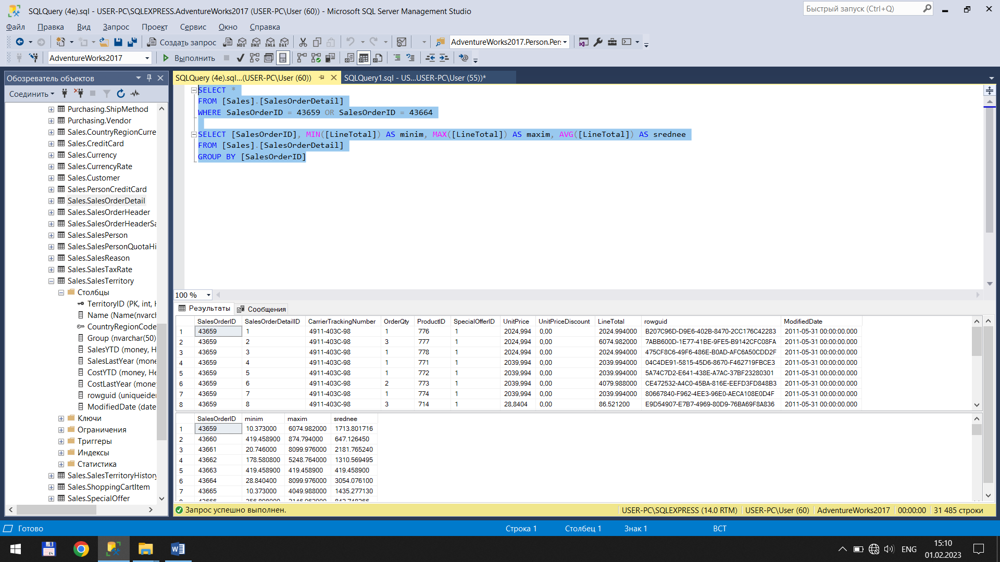 SQLQuery (4e).sql - USER-PC\SQLEXPRESS.AdventureWorks2017 (USER-PC\User (60)) - Microsoft SQL Server Management Studio
Быстрый запуск (Ctrl+Q)
Файл Правка Вид Запрос Проект Сервис Окно Справка
Создать запрос MDX DMX XMLA DAX AdventureWorks2017.Person.Per
AdventureWorks2017 Выполнить
Обозреватель объектов
SQLQuery (4e).sql...(USER-PC\User (60)) SQLQuery1.sql - US...USER-PC\User (55))*
Соединить
Purchasing.ShipMethod
Purchasing.Vendor
Sales.CountryRegionCurre
Sales.CreditCard
Sales.Currency
Sales.CurrencyRate
Sales.Customer
Sales.PersonCreditCard
Sales.SalesOrderDetail
Sales.SalesOrderHeader
Sales.SalesOrderHeaderSa
Sales.SalesPerson
Sales.SalesPersonQuotaHi
Sales.SalesReason
Sales.SalesTaxRate
Sales.SalesTerritory
Столбцы
TerritoryID (PK, int, H
Name (Name(nvarch
CountryRegionCode
Group (nvarchar(50)
SalesYTD (money, H
SalesLastYear (mone
CostYTD (money, He
CostLastYear (mone
rowguid (uniqueider
ModifiedDate (date
Ключи
Ограничения
Триггеры
Индексы
Статистика
Sales.SalesTerritoryHistory
Sales.ShoppingCartItem
Sales.SpecialOffer
SELECT *
FROM [Sales].[SalesOrderDetail]
WHERE SalesOrderID = 43659 OR SalesOrderID = 43664
SELECT [SalesOrderID], MIN([LineTotal]) AS minim, MAX([LineTotal]) AS maxim, AVG([LineTotal]) AS srednee
FROM [Sales].[SalesOrderDetail]
GROUP BY [SalesOrderID]
100 %
Результаты Сообщения
SalesOrderID SalesOrderDetailID CarrierTrackingNumber OrderQty ProductID SpecialOfferID UnitPrice UnitPriceDiscount LineTotal rowguid ModifiedDate
1 43659 1 4911-403C-98 1 776 1 2024,994 0,00 2024.994000 B207C96D-D9E6-402B-8470-2CC176C42283 2011-05-31 00:00:00.000
2 43659 2 4911-403C-98 3 777 1 2024,994 0,00 6074.982000 7ABB600D-1E77-41BE-9FE5-B9142CFC08FA 2011-05-31 00:00:00.000
3 43659 3 4911-403C-98 1 778 1 2024,994 0,00 2024.994000 475CF8C6-49F6-486E-B0AD-AFC6A50CDD2F 2011-05-31 00:00:00.000
4 43659 4 4911-403C-98 1 771 1 2039,994 0,00 2039.994000 04C4DE91-5815-45D6-8670-F462719FBCE3 2011-05-31 00:00:00.000
5 43659 5 4911-403C-98 1 772 1 2039,994 0,00 2039.994000 5A74C7D2-E641-438E-A7AC-37BF23280301 2011-05-31 00:00:00.000
6 43659 6 4911-403C-98 2 773 1 2039,994 0,00 4079.988000 CE472532-A4C0-45BA-816E-EEFD3FD848B3 2011-05-31 00:00:00.000
7 43659 7 4911-403C-98 1 774 1 2039,994 0,00 2039.994000 80667840-F962-4EE3-96E0-AECA108E0D4F 2011-05-31 00:00:00.000
8 43659 8 4911-403C-98 3 714 1 28,8404 0,00 86.521200 E9D54907-E7B7-4969-80D9-76BA69F8A836 2011-05-31 00:00:00.000
SalesOrderID minim maxim srednee
1 43659 10.373000 6074.982000 1713.801716
2 43660 419.458900 874.794000 647.126450
3 43661 20.746000 8099.976000 2181.765240
4 43662 178.580800 5248.764000 1310.569495
5 43663 419.458900 419.458900 419.458900
6 43664 28.840400 8099.976000 3054.076100
7 43665 10.373000 4049.988000 1435.277130
Запрос успешно выполнен. USER-PC\SQLEXPRESS (14.0 RTM) USER-PC\User (60) AdventureWorks2017 00:00:00 31 485 строки
Готово Строка 1 Столбец 1 Знак 1 ВСТ
ENG 15:10
01.02.2023